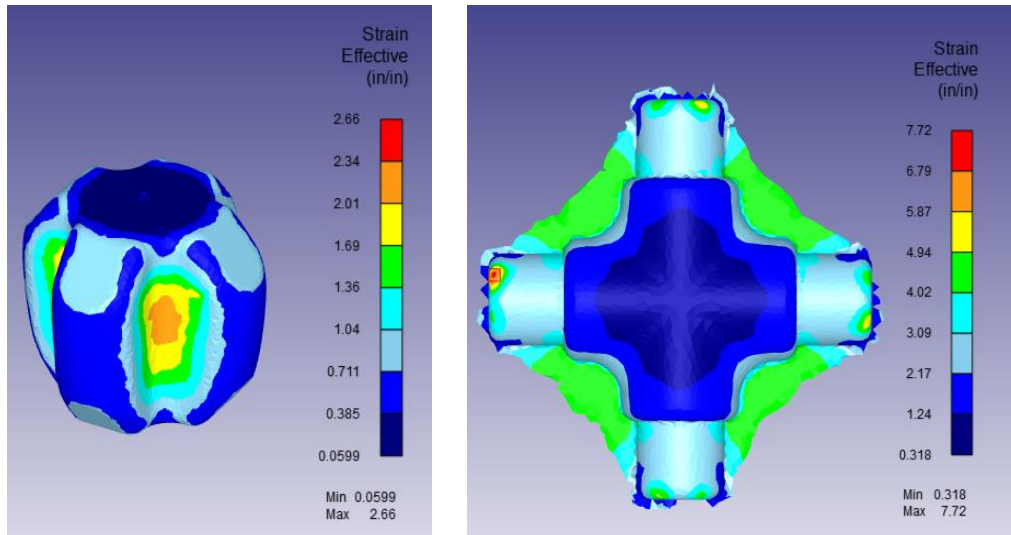 Strain
Effective
(in/in)
2.66
2.34
2.01
1.69
1.36
1.04
0.711
0.385
0.0599
Min 0.0599
Max 2.66
Strain
Effective
(in/in)
7.72
6.79
5.87
4.94
4.02
3.09
2.17
1.24
0.318
Min 0.318
Max 7.72